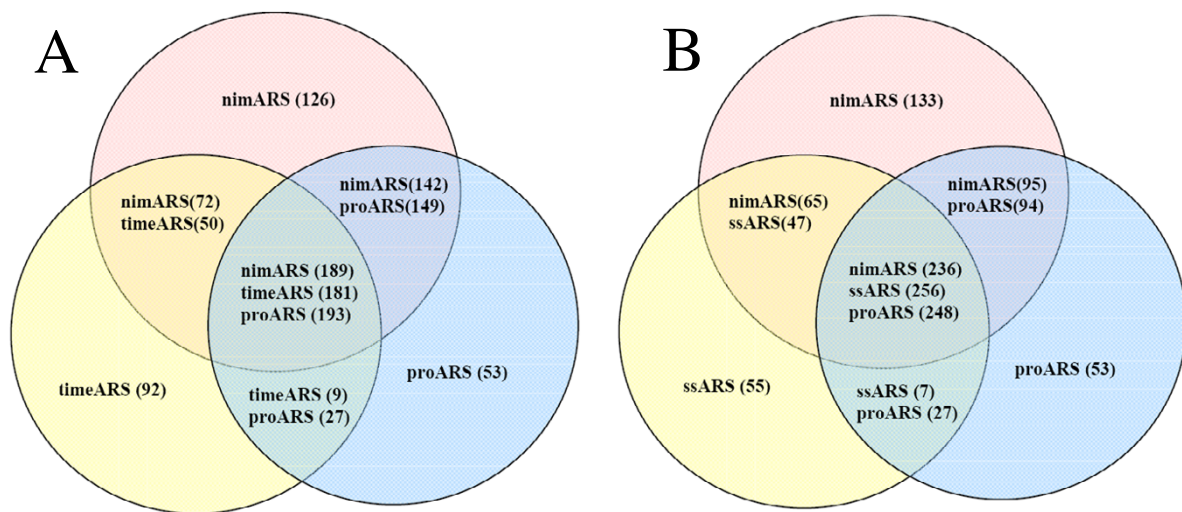 A
nimARS (126)
nimARS(72)
timeARS(50)
nimARS(142)
proARS(149)
nimARS (189)
timeARS (181)
proARS (193)
timeARS (92)
timeARS (9)
proARS (27)
proARS (53)
B
nimARS (133)
nimARS(65)
ssARS(47)
nimARS(95)
proARS(94)
nimARS (236)
ssARS (256)
proARS (248)
ssARS (55)
ssARS (7)
proARS (27)
proARS (53)